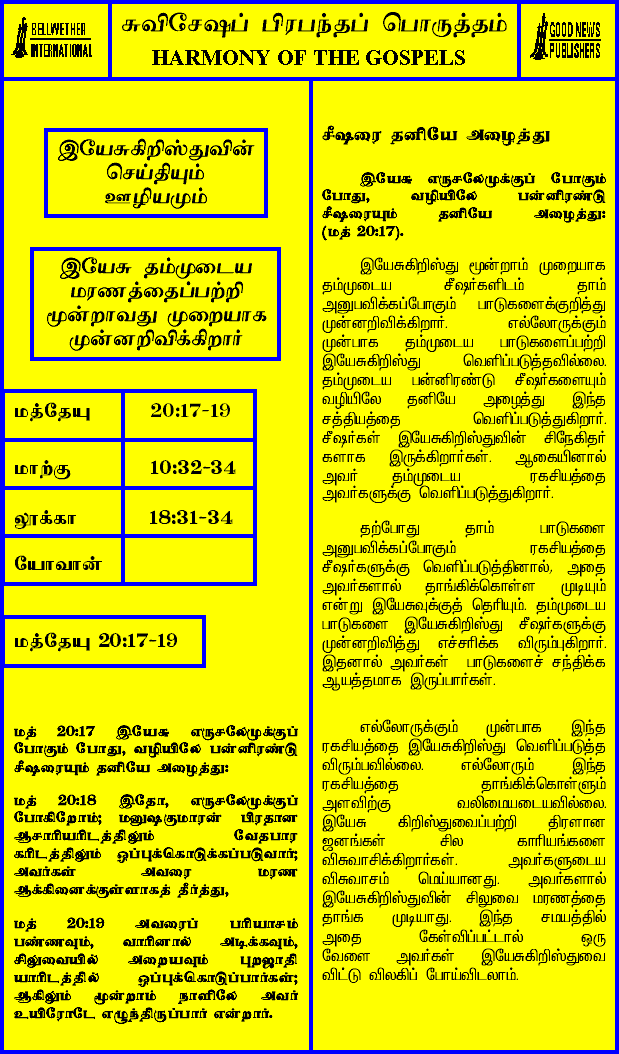 BELLWETHER
INTERNATIONAL
சுவிசேஷப் பிரபந்தப் பொருத்தம்
HARMONY OF THE GOSPELS
GOOD NEWS
PUBLISHERS
இயேசுகிறிஸ்துவின்
செய்தியும்
ஊழியமும்
இயேசு தம்முடைய
மரணத்தைப்பற்றி
மூன்றாவது முறையாக
முன்னறிவிக்கிறார்
மத்தேயு 20:17-19
மாற்கு 10:32-34
லூக்கா 18:31-34
யோவான்
மத்தேயு 20:17-19
மத் 20:17 இயேசு எருசலேமுக்குப்
போகும் போது, வழியிலே பன்னிரண்டு
சீஷரையும் தனியே அழைத்து:
மத் 20:18 இதோ, எருசலேமுக்குப்
போகிறோம்; மனுஷகுமாரன் பிரதான
ஆசாரியரிடத்திலும் வேதபார
கரிடத்திலும் ஒப்புக்கொடுக்கப்படுவார்;
அவர்கள் அவரை மரண
ஆக்கினைக்குள்ளாகத் தீர்த்து,
மத் 20:19 அவரைப் பரியாசம்
பண்ணவும், வாரினால் அடிக்கவும்,
சிலுவையில் அறையவும் புறஜாதி
யாரிடத்தில் ஒப்புக்கொடுப்பார்கள்;
ஆகிலும் மூன்றாம் நாளிலே அவர்
உயிரோடே எழுந்திருப்பார் என்றார்.
சீஷரை தனியே அழைத்து
இயேசு எருசலேமுக்குப் போகும்
போது, வழியிலே பன்னிரண்டு
சீஷரையும் தனியே அழைத்து:
(மத் 20:17).
இயேசுகிறிஸ்து மூன்றாம் முறையாக
தம்முடைய சீஷர்களிடம் தாம்
அனுபவிக்கப்போகும் பாடுகளைக்குறித்து
முன்னறிவிக்கிறார். எல்லோருக்கும்
முன்பாக தம்முடைய பாடுகளைப்பற்றி
இயேசுகிறிஸ்து வெளிப்படுத்தவில்லை.
தம்முடைய பன்னிரண்டு சீஷர்களையும்
வழியிலே தனியே அழைத்து இந்த
சத்தியத்தை வெளிப்படுத்துகிறார்.
சீஷர்கள் இயேசுகிறிஸ்துவின் சிநேகிதர்
களாக இருக்கிறார்கள். ஆகையினால்
அவர் தம்முடைய ரகசியத்தை
அவர்களுக்கு வெளிப்படுத்துகிறார்.
தற்போது தாம் பாடுகளை
அனுபவிக்கப்போகும் ரகசியத்தை
சீஷர்களுக்கு வெளிப்படுத்தினால், அதை
அவர்களால் தாங்கிக்கொள்ள முடியும்
என்று இயேசுவுக்குத் தெரியும். தம்முடைய
பாடுகளை இயேசுகிறிஸ்து சீஷர்களுக்கு
முன்னறிவித்து எச்சரிக்க விரும்புகிறார்.
இதனால் அவர்கள் பாடுகளைச் சந்திக்க
ஆயத்தமாக இருப்பார்கள்.
எல்லோருக்கும் முன்பாக இந்த
ரகசியத்தை இயேசுகிறிஸ்து வெளிப்படுத்த
விரும்பவில்லை. எல்லோரும் இந்த
ரகசியத்தை தாங்கிக்கொள்ளும்
அளவிற்கு வலிமையடையவில்லை.
இயேசு கிறிஸ்துவைப்பற்றி திரளான
ஜனங்கள் சில காரியங்களை
விசுவாசிக்கிறார்கள். அவர்களுடைய
விசுவாசம் மெய்யானது. அவர்களால்
இயேசுகிறிஸ்துவின் சிலுவை மரணத்தை
தாங்க முடியாது. இந்த சமயத்தில்
அதை கேள்விப்பட்டால் ஒரு
வேளை அவர்கள் இயேசுகிறிஸ்துவை
விட்டு விலகிப் போய்விடலாம்.